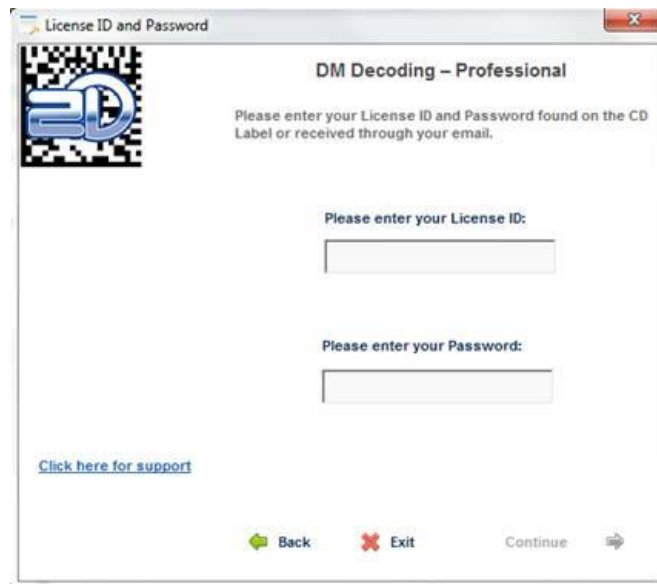 License ID and Password
2D
DM Decoding – Professional
Please enter your License ID and Password found on the CD
Label or received through your email.
Please enter your License ID:
Please enter your Password:
Click here for support
Back Exit Continue